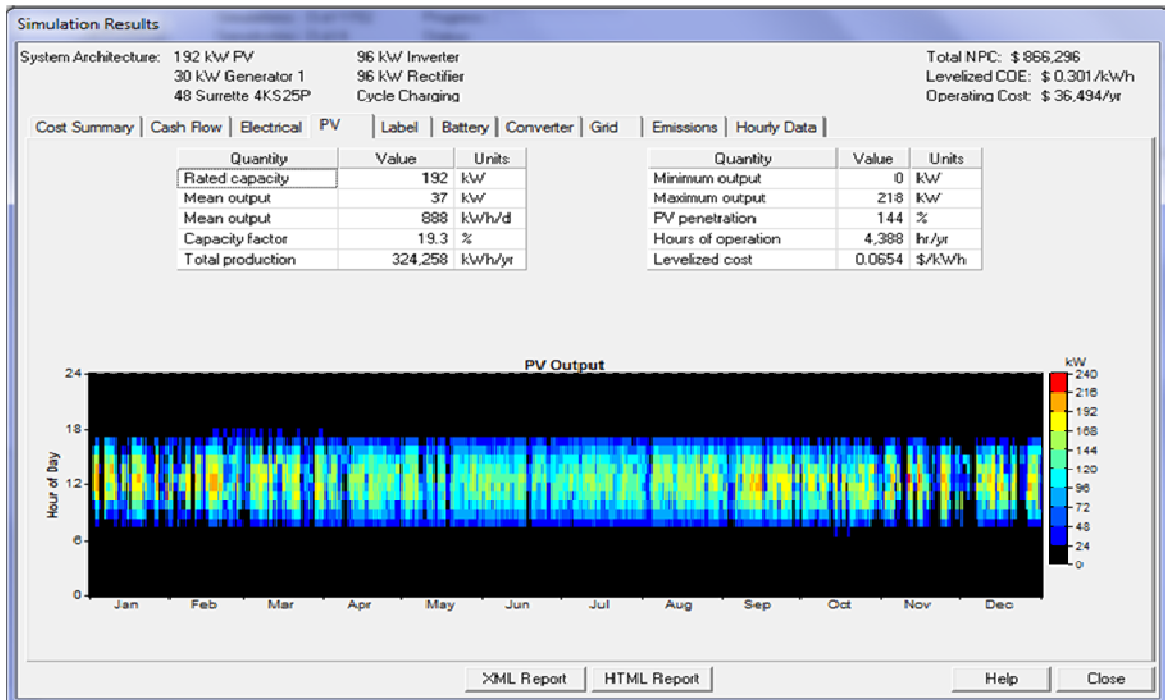 Simulation Results
System Architecture: 192 kW PV 96 kW Inverter Total NPC: $ 866,296
30 kW Generator 1 96 kW Rectifier Levelized COE: $ 0.301/kWh
48 Surrette 4KS25P Cycle Charging Operating Cost: $ 36,494/yr
Cost Summary Cash Flow Electrical PV Label Battery Converter Grid Emissions Hourly Data
Quantity Value Units Quantity Value Units
Rated capacity 192 kW Minimum output 0 kW
Mean output 37 kW Maximum output 218 kW
Mean output 888 kWh/d PV penetration 144 %
Capacity factor 19.3 % Hours of operation 4,388 hr/yr
Total production 324,258 kWh/yr Levelized cost 0.0654 $/kWh
PV Output
kW
24 240
216
18 192
168
144
12 120
96
72
6 48
24
0 0
Hour of Day
Jan Feb Mar Apr May Jun Jul Aug Sep Oct Nov Dec
XML Report HTML Report Help Close